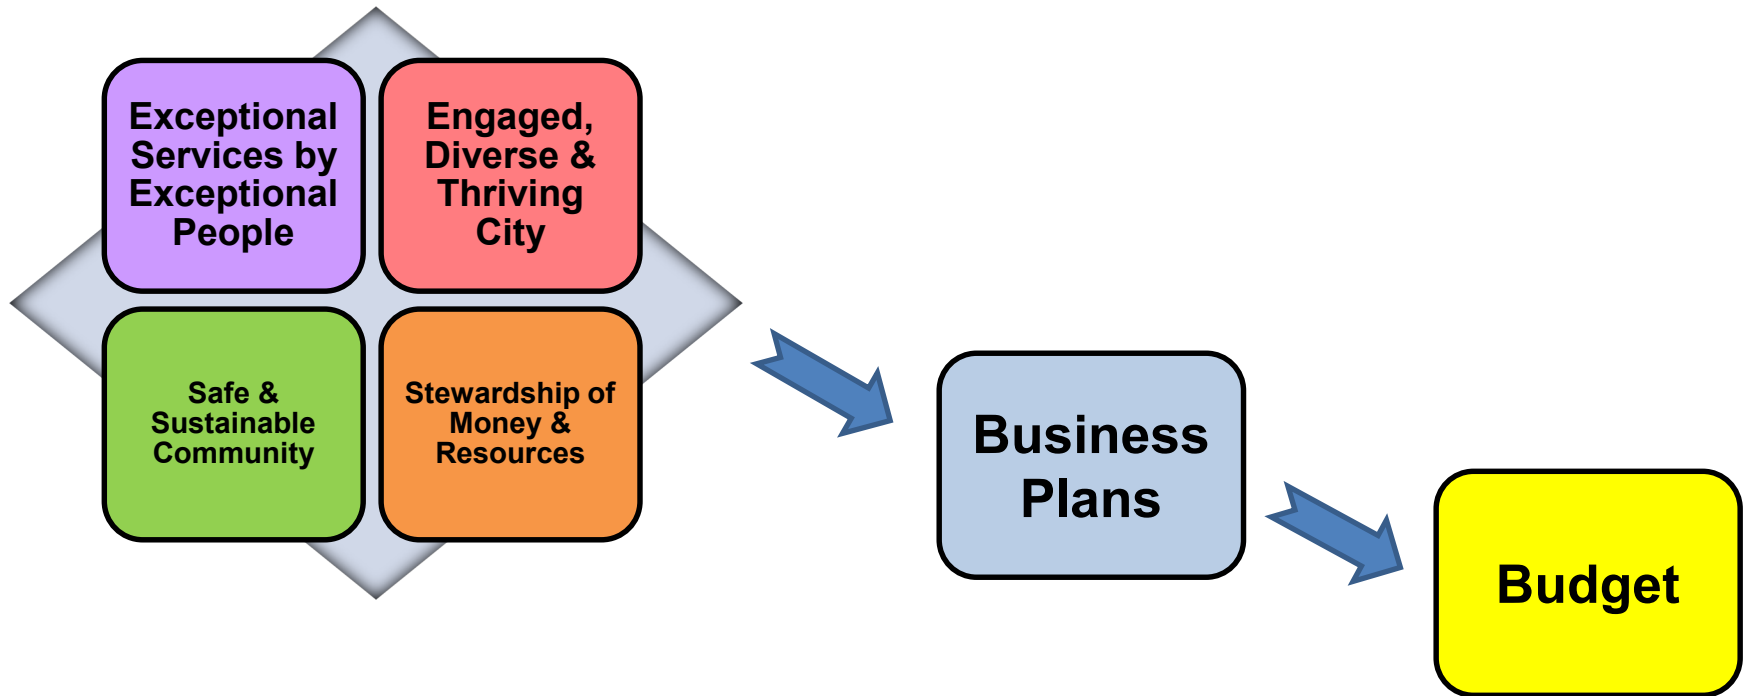 Exceptional
Services by
Exceptional
People
Engaged,
Diverse &
Thriving
City
Safe &
Sustainable
Community
Stewardship of
Money &
Resources
Business
Plans
Budget